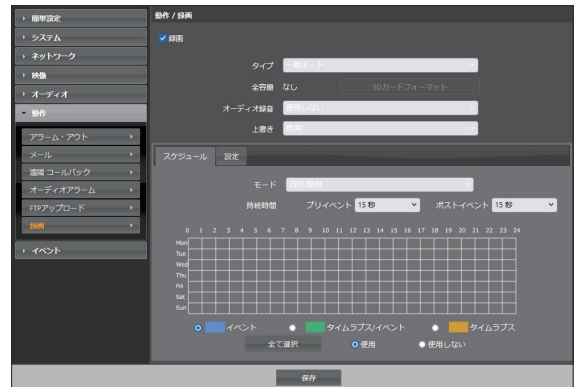 簡単設定
システム
ネットワーク
映像
オーディオ
動作
アラーム・アウト
メール
遠隔 コールバック
オーディオアラーム
FTPアップロード
録画
イベント
動作 / 録画
録画
タイプ 一般モード
全容量 なし SDカードフォーマット
オーディオ録音 使用しない
上書き 使用
スケジュール 設定
モード
持続時間 プリイベント 15 秒 ポストイベント 15 秒
0 1 2 3 4 5 6 7 8 9 10 11 12 13 14 15 16 17 18 19 20 21 22 23 24
Mon
Tue
Wed
Thu
Fri
Sat
Sun
イベント タイムラプス/イベント タイムラプス
全て選択 使用 使用しない
保存